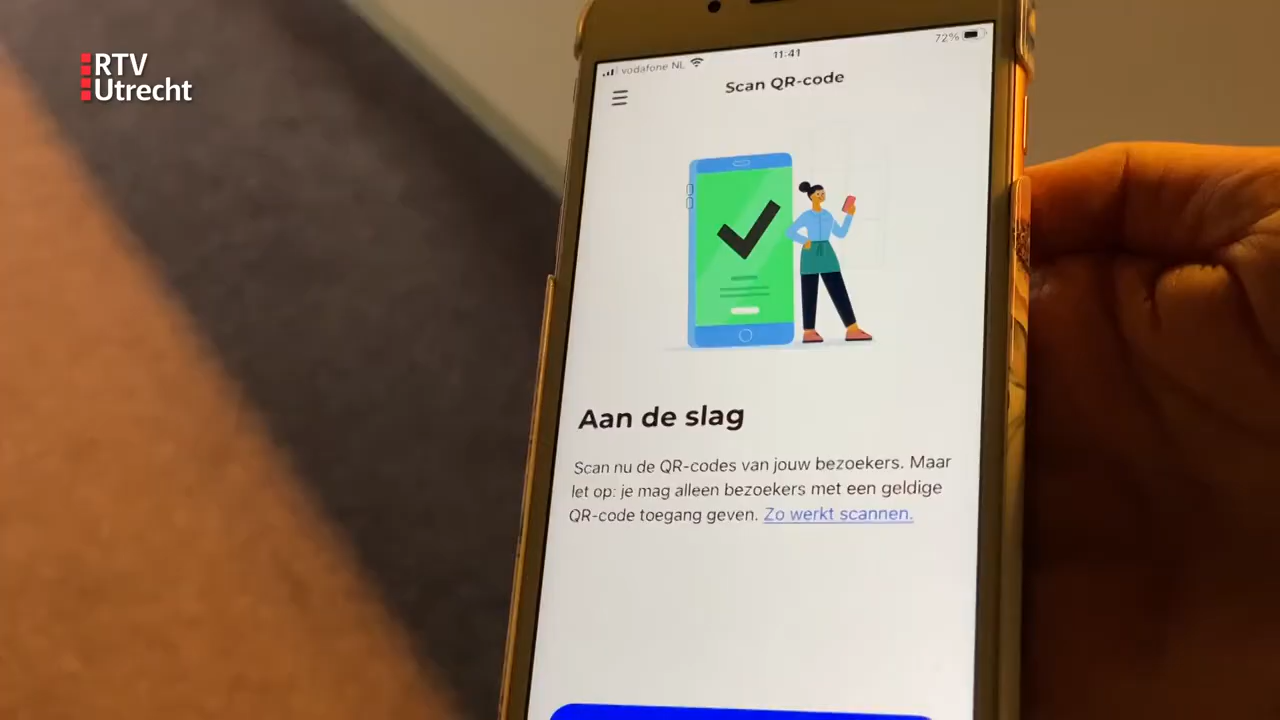 RTV
Utrecht
vodafone NL
11:41
72%
Scan QR-code
Aan de slag
Scan nu de QR-codes van jouw bezoekers. Maar
let op: je mag alleen bezoekers met een geldige
QR-code toegang geven. Zo werkt scannen.